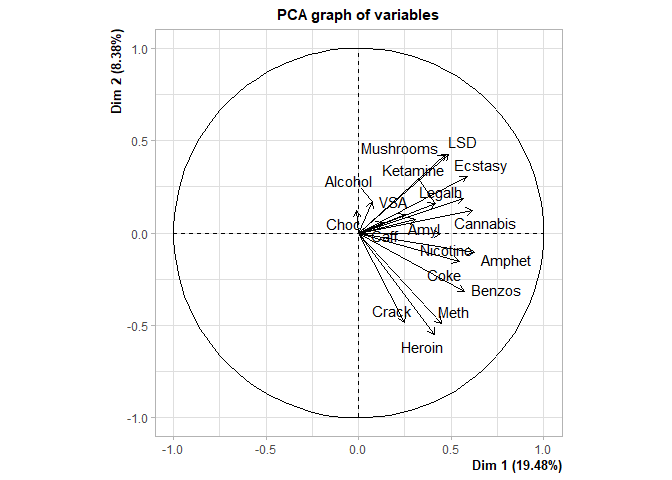 PCA graph of variables
Dim 2 (8.38%)
1.0
0.5
0.0
-0.5
-1.0
Mushrooms
LSD
Ketamine
Ecstasy
Alcohol
Legalh
VSA
Choc
Cannabis
Amyl
Caff
Nicotine
Amphet
Coke
Benzos
Crack
Meth
Heroin
-1.0 -0.5 0.0 0.5 1.0
Dim 1 (19.48%)